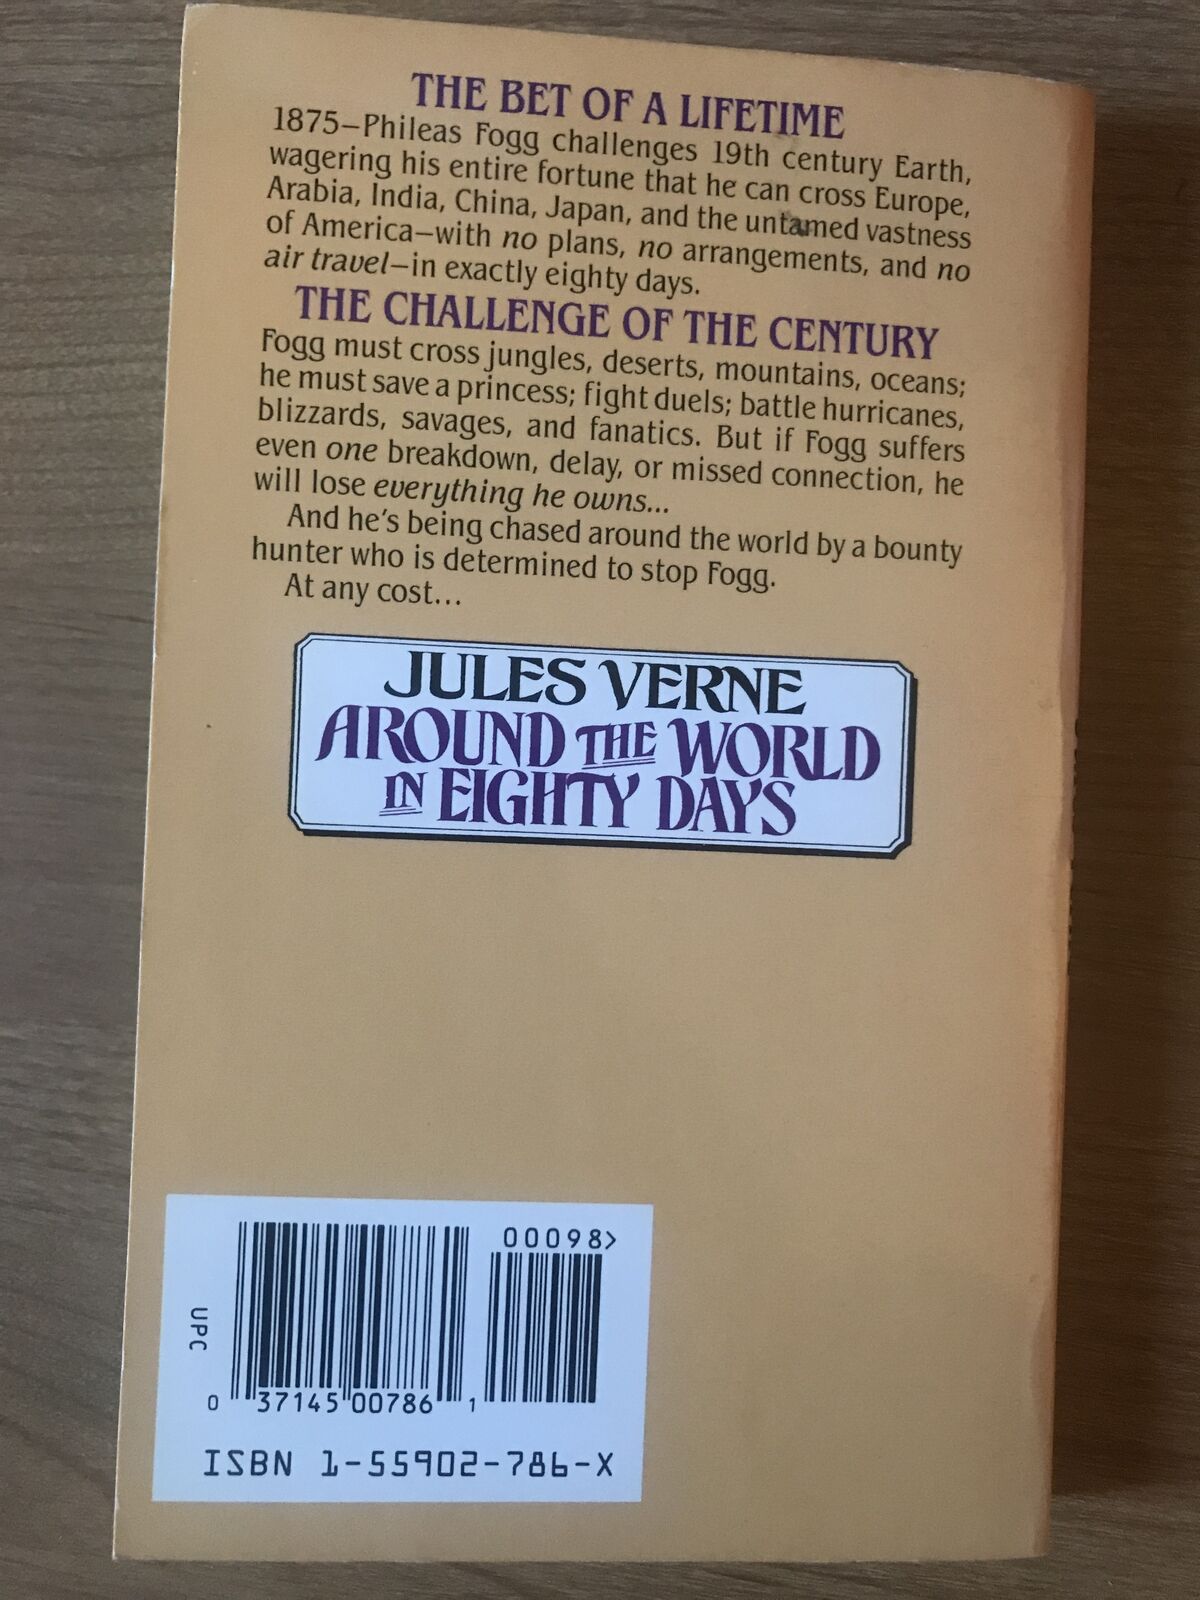 THE BET OF A LIFETIME
1875—Phileas Fogg challenges 19th century Earth,
wagering his entire fortune that he can cross Europe,
Arabia, India, China, Japan, and the untamed vastness
of America—with no plans, no arrangements, and no
air travel—in exactly eighty days.
THE CHALLENGE OF THE CENTURY
Fogg must cross jungles, deserts, mountains, oceans;
he must save a princess; fight duels; battle hurricanes,
blizzards, savages, and fanatics. But if Fogg suffers
even one breakdown, delay, or missed connection, he
will lose everything he owns...
And he's being chased around the world by a bounty
hunter who is determined to stop Fogg.
At any cost...
JULES VERNE
AROUND THE WORLD
IN EIGHTY DAYS
00098>
UPC
0 37145 00786 1
ISBN 1-55902-786-X